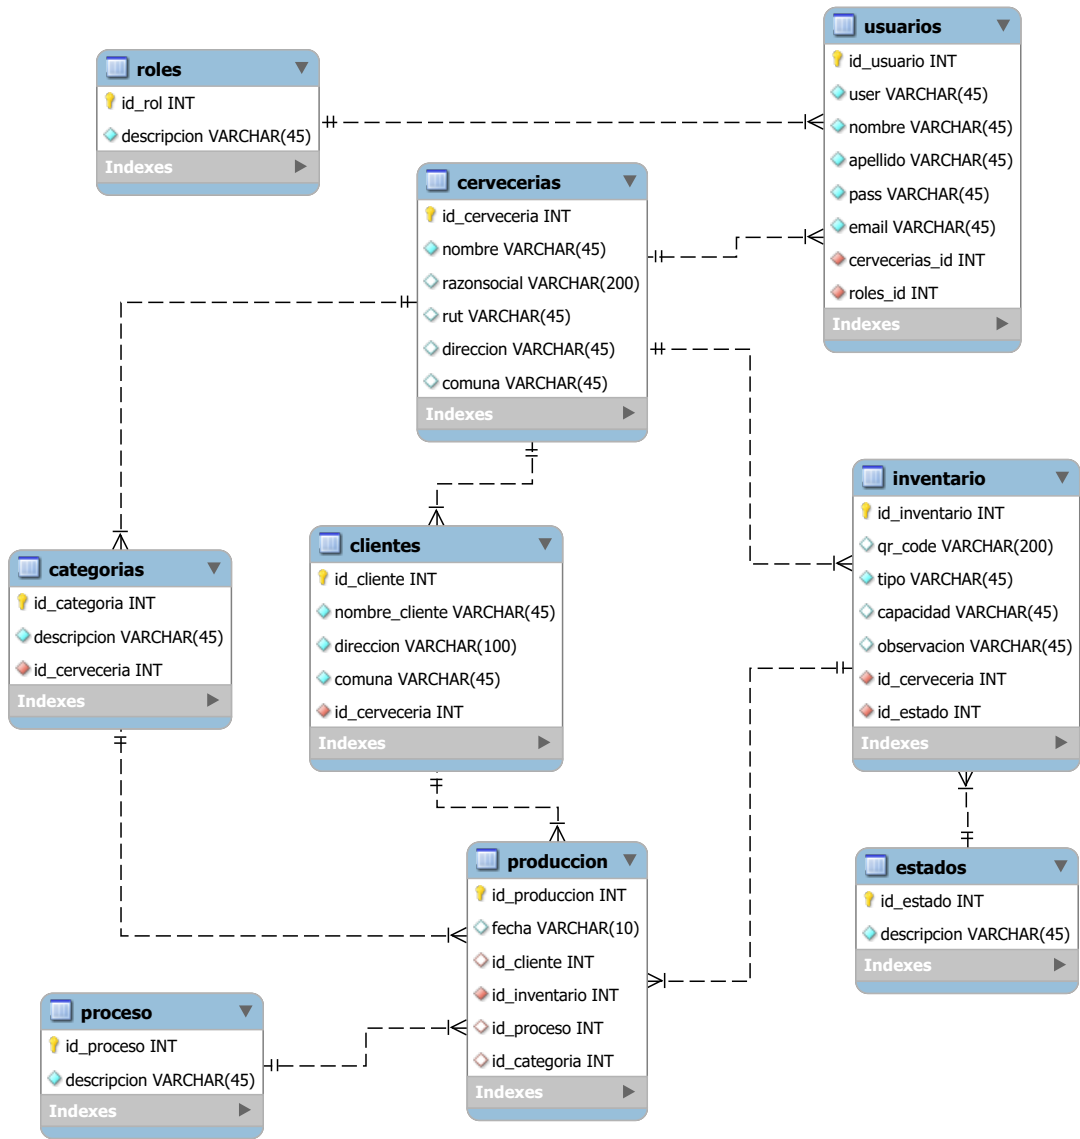 roles
id_rol INT
descripcion VARCHAR(45)
Indexes
usuarios
id_usuario INT
user VARCHAR(45)
nombre VARCHAR(45)
apellido VARCHAR(45)
pass VARCHAR(45)
email VARCHAR(45)
cervecerias_id INT
roles_id INT
Indexes
cervecerias
id_cerveceria INT
nombre VARCHAR(45)
razonsocial VARCHAR(200)
rut VARCHAR(45)
direccion VARCHAR(45)
comuna VARCHAR(45)
Indexes
categorias
id_categoria INT
descripcion VARCHAR(45)
id_cerveceria INT
Indexes
clientes
id_cliente INT
nombre_cliente VARCHAR(45)
direccion VARCHAR(100)
comuna VARCHAR(45)
id_cerveceria INT
Indexes
inventario
id_inventario INT
qr_code VARCHAR(200)
tipo VARCHAR(45)
capacidad VARCHAR(45)
observacion VARCHAR(45)
id_cerveceria INT
id_estado INT
Indexes
produccion
id_produccion INT
fecha VARCHAR(10)
id_cliente INT
id_inventario INT
id_proceso INT
id_categoria INT
Indexes
estados
id_estado INT
descripcion VARCHAR(45)
Indexes
proceso
id_proceso INT
descripcion VARCHAR(45)
Indexes